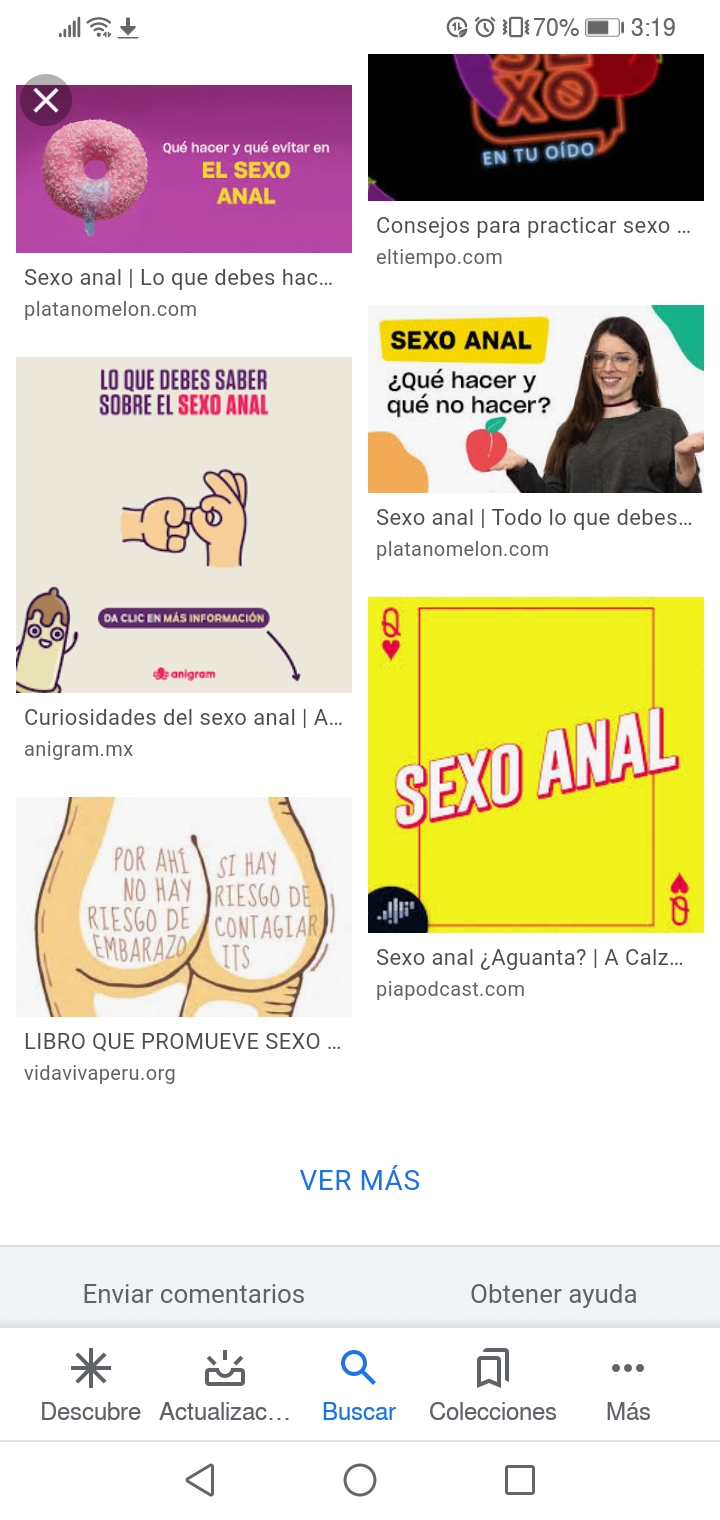 70% 3:19
Qué hacer y qué evitar en
EL SEXO
ANAL
Sexo anal | Lo que debes hac...
platanomelon.com
SEXO
EN TU OÍDO
Consejos para practicar sexo ...
eltiempo.com
LO QUE DEBES SABER
SOBRE EL SEXO ANAL
DA CLIC EN MÁS INFORMACIÓN
anigram
Curiosidades del sexo anal | A...
anigram.mx
SEXO ANAL
¿Qué hacer y
qué no hacer?
Sexo anal | Todo lo que debes...
platanomelon.com
POR AHÍ
NO HAY
RIESGO DE
EMBARAZO
SI HAY
RIESGO DE
CONTAGIAR
ITS
LIBRO QUE PROMUEVE SEXO ...
vidavivaperu.org
Q
SEXO ANAL
Q
Sexo anal ¿Aguanta? | A Calz...
piapodcast.com
VER MÁS
Enviar comentarios
Obtener ayuda
Descubre
Actualizac...
Buscar
Colecciones
Más